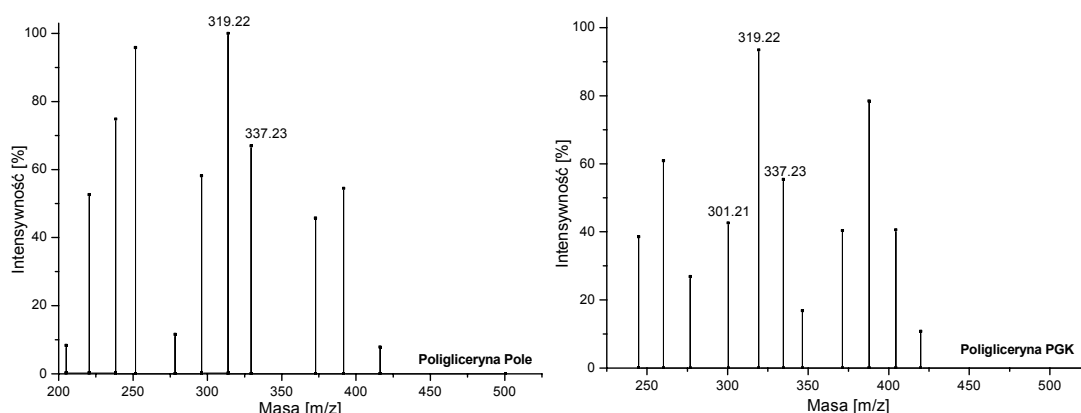 319.22
100
80
337.23
60
40
20
0
Intensywność [%]
200 250 300 350 400 450 500
Masa [m/z]
Poligliceryna Pole
100
319.22
80
60
337.23
301.21
40
20
0
Intensywność [%]
250 300 350 400 450 500
Masa [m/z]
Poligliceryna PGK